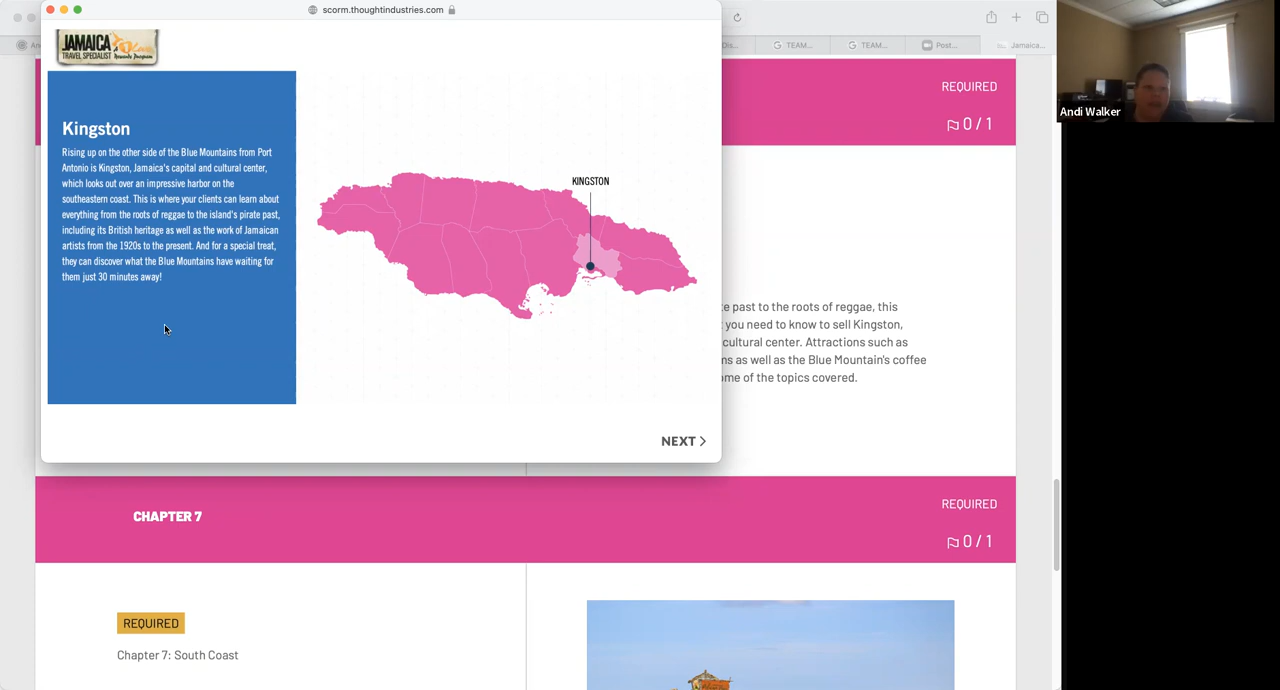 scorm.thoughtindustries.com
JAMAICA
TRAVEL SPECIALIST
Rewards Program
Kingston
Rising up on the other side of the Blue Mountains from Port
Antonio is Kingston, Jamaica's capital and cultural center,
which looks out over an impressive harbor on the
southeastern coast. This is where your clients can learn about
everything from the roots of reggae to the island's pirate past,
including its British heritage as well as the work of Jamaican
artists from the 1920s to the present. And for a special treat,
they can discover what the Blue Mountains have waiting for
them just 30 minutes away!
KINGSTON
NEXT >
TEAM...
TEAM...
Post...
Jamaica...
REQUIRED
0 / 1
past to the roots of reggae, this
you need to know to sell Kingston,
cultural center. Attractions such as
as well as the Blue Mountain's coffee
of the topics covered.
CHAPTER 7
REQUIRED
0 / 1
REQUIRED
Chapter 7: South Coast
Andi Walker